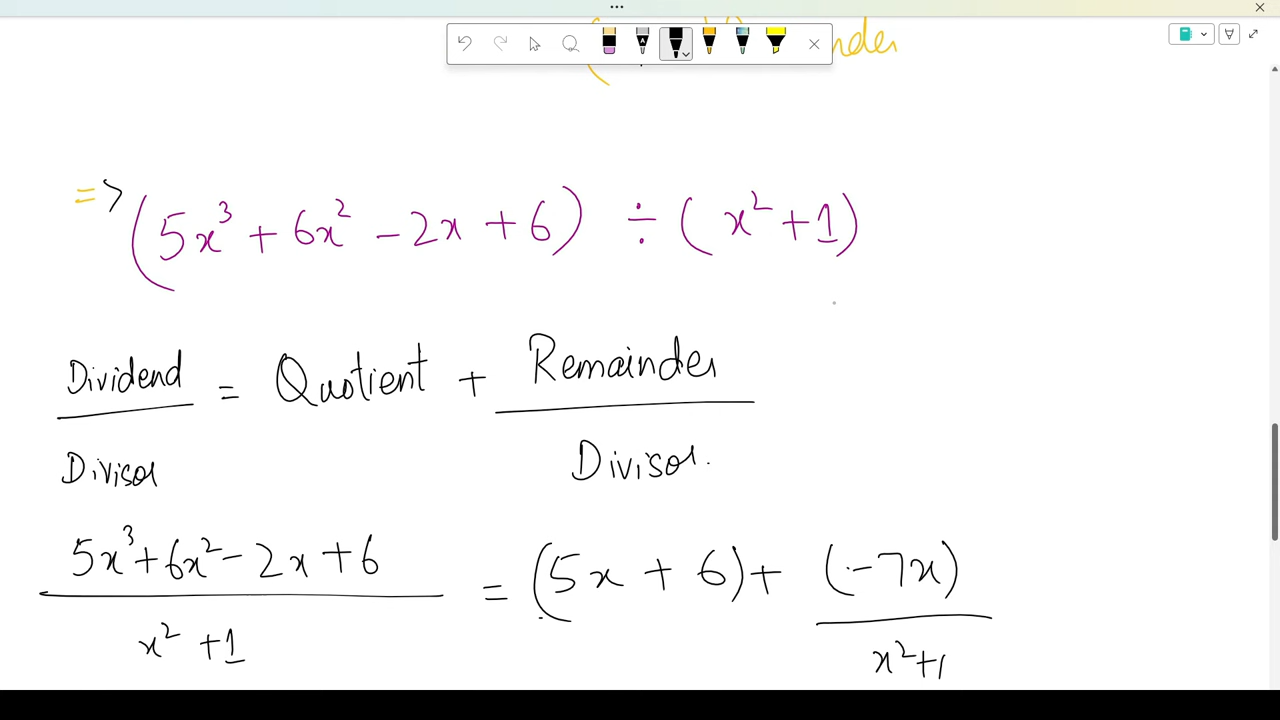 => (5x³ + 6x² - 2x + 6) ÷ (x² + 1)
Dividend = Quotient + Remainder
Divisor Divisor.
5x³ + 6x² - 2x + 6 = (5x + 6) + (-7x)
x² + 1 x² + 1